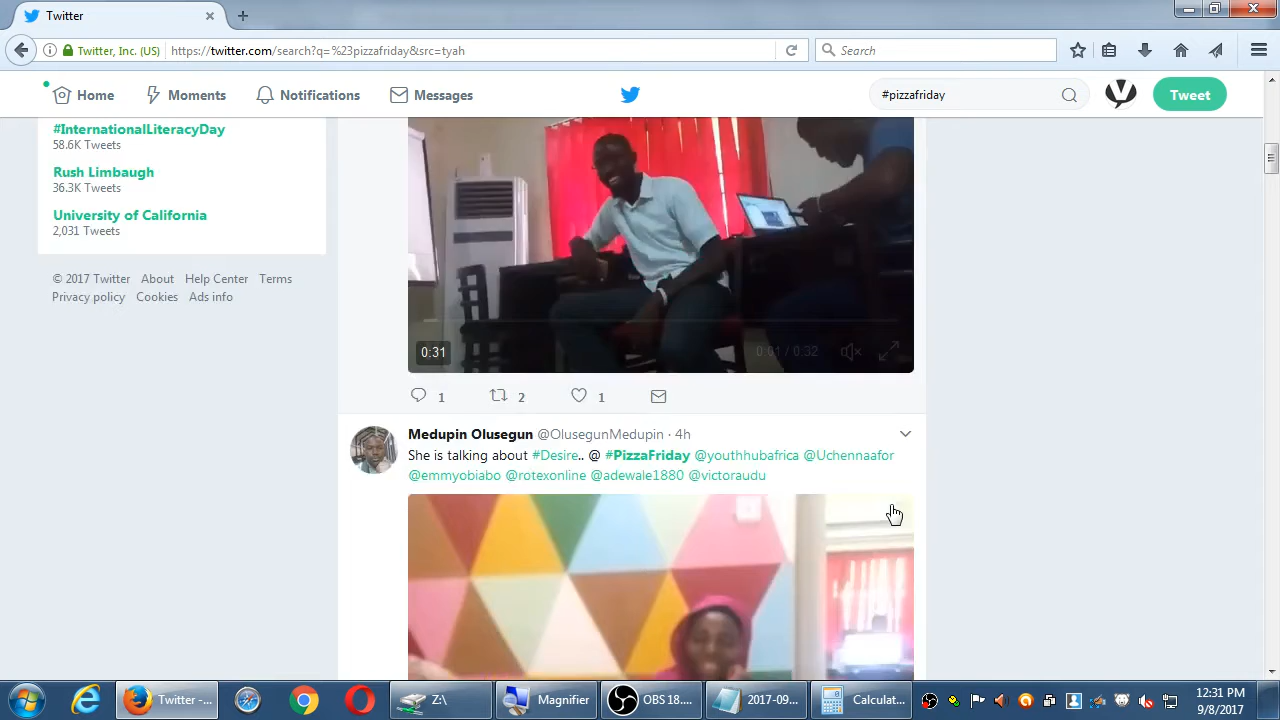 Twitter
Twitter, Inc. (US)
https://twitter.com/search?q=%23pizzafriday&src=tyah
Search
Home
Moments
Notifications
Messages
#pizzafriday
Tweet
#InternationalLiteracyDay
58.6K Tweets
Rush Limbaugh
36.3K Tweets
University of California
2,031 Tweets
© 2017 Twitter About Help Center Terms
Privacy policy Cookies Ads info
0:31
0:01 / 0:32
1 2 1
Medupin Olusegun @OlusegunMedupin · 4h
She is talking about #Desire.. @ #PizzaFriday @youthhubafrica @Uchennaafor
@emmyobiabo @rotexonline @adewale1880 @victoraudu
Twitter -...
Z:\
Magnifier
OBS 18....
2017-09...
Calculat...
12:31 PM
9/8/2017